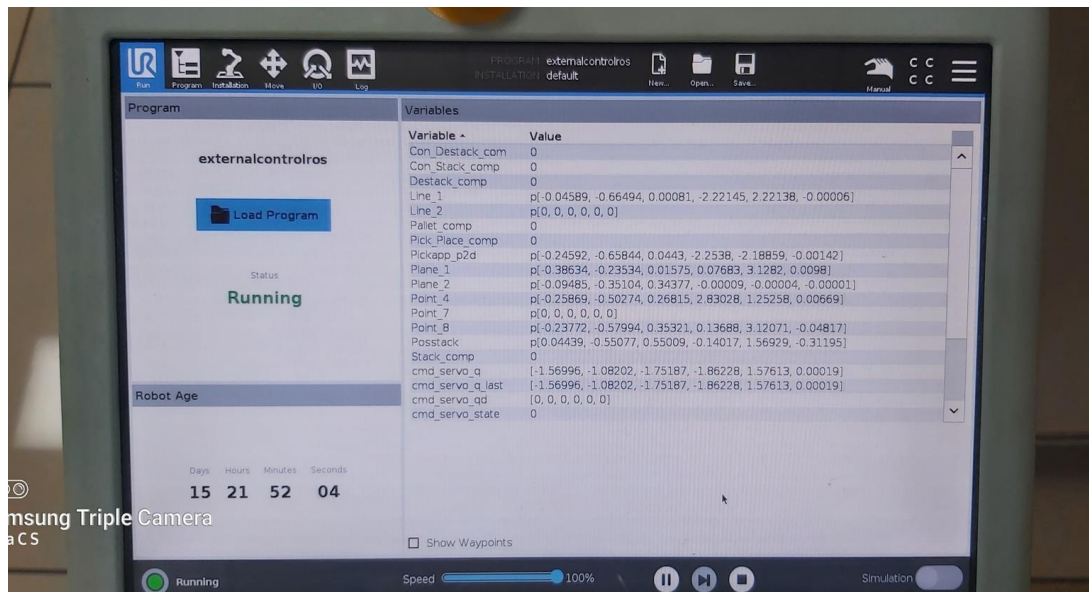 UR
PROGRAM externalcontrolros
INSTALLATION default
Run Program Installation Move I/O Log New... Open... Save... Manual
C C
C C
Program
externalcontrolros
Load Program
Status
Running
Robot Age
Days Hours Minutes Seconds
15 21 52 04
Variables
Variable Value
Con_Destack_com 0
Con_Stack_comp 0
Destack_comp 0
Line_1 p[-0.04589, -0.66494, 0.00081, -2.22145, 2.22138, -0.00006]
Line_2 p[0, 0, 0, 0, 0, 0]
Pallet_comp 0
Pick_Place_comp 0
Pickapp_p2d p[-0.24592, -0.65844, 0.0443, -2.2538, -2.18859, -0.00142]
Plane_1 p[-0.38634, -0.23534, 0.01575, 0.07683, 3.1282, 0.0098]
Plane_2 p[-0.09485, -0.35104, 0.34377, -0.00009, -0.00004, -0.00001]
Point_4 p[-0.25869, -0.50274, 0.26815, 2.83028, 1.25258, 0.00669]
Point_7 p[0, 0, 0, 0, 0, 0]
Point_8 p[-0.23772, -0.57994, 0.35321, 0.13688, 3.12071, -0.04817]
Posstack p[0.04439, -0.55077, 0.55009, -0.14017, 1.56929, -0.31195]
Stack_comp 0
cmd_servo_q [-1.56996, -1.08202, -1.75187, -1.86228, 1.57613, 0.00019]
cmd_servo_q_last [-1.56996, -1.08202, -1.75187, -1.86228, 1.57613, 0.00019]
cmd_servo_qd [0, 0, 0, 0, 0, 0]
cmd_servo_state 0
Show Waypoints
msung Triple Camera
aCS
Running
Speed 100%
Simulation